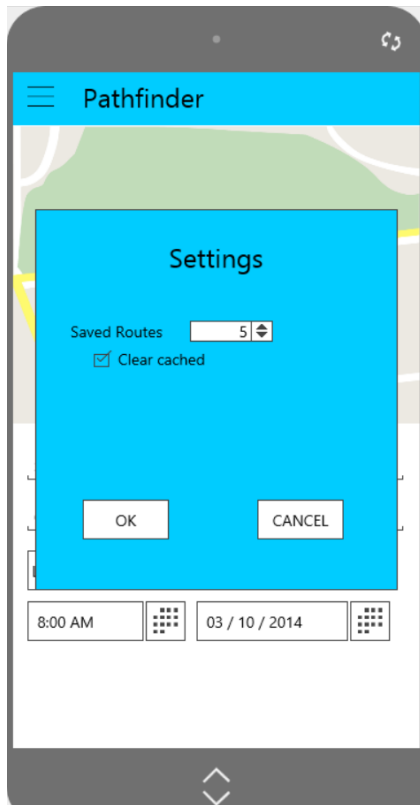 Pathfinder
Settings
Saved Routes 5
Clear cached
OK CANCEL
8:00 AM 03 / 10 / 2014